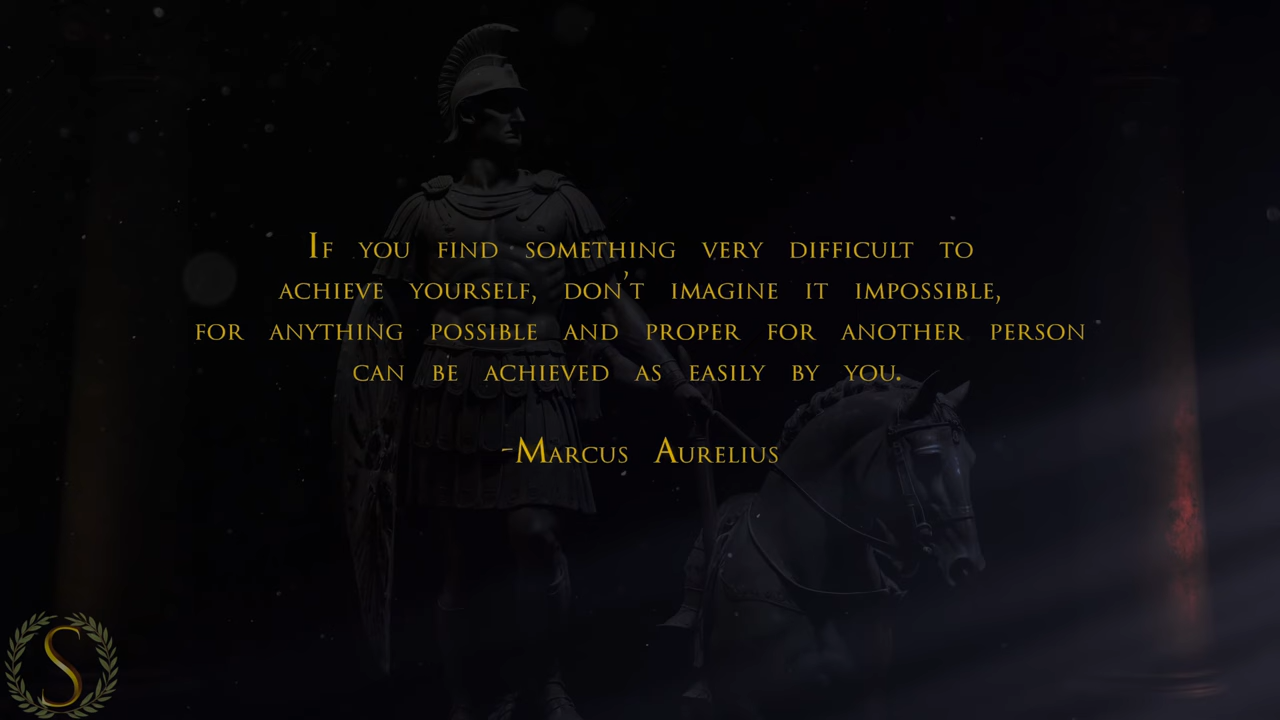 If you find something very difficult to
achieve yourself, don't imagine it impossible,
for anything possible and proper for another person
can be achieved as easily by you.
-Marcus Aurelius
S